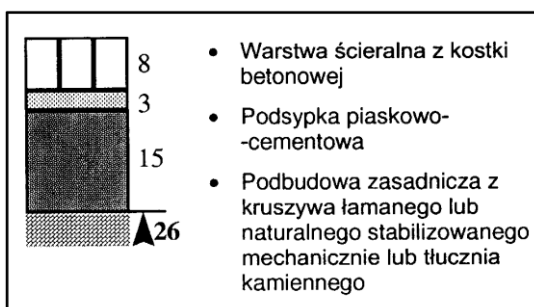 8
3
15
26
• Warstwa ścieralna z kostki
betonowej
• Podsypka piaskowo-
-cementowa
• Podbudowa zasadnicza z
kruszywa łamanego lub
naturalnego stabilizowanego
mechanicznie lub tłucznia
kamiennego